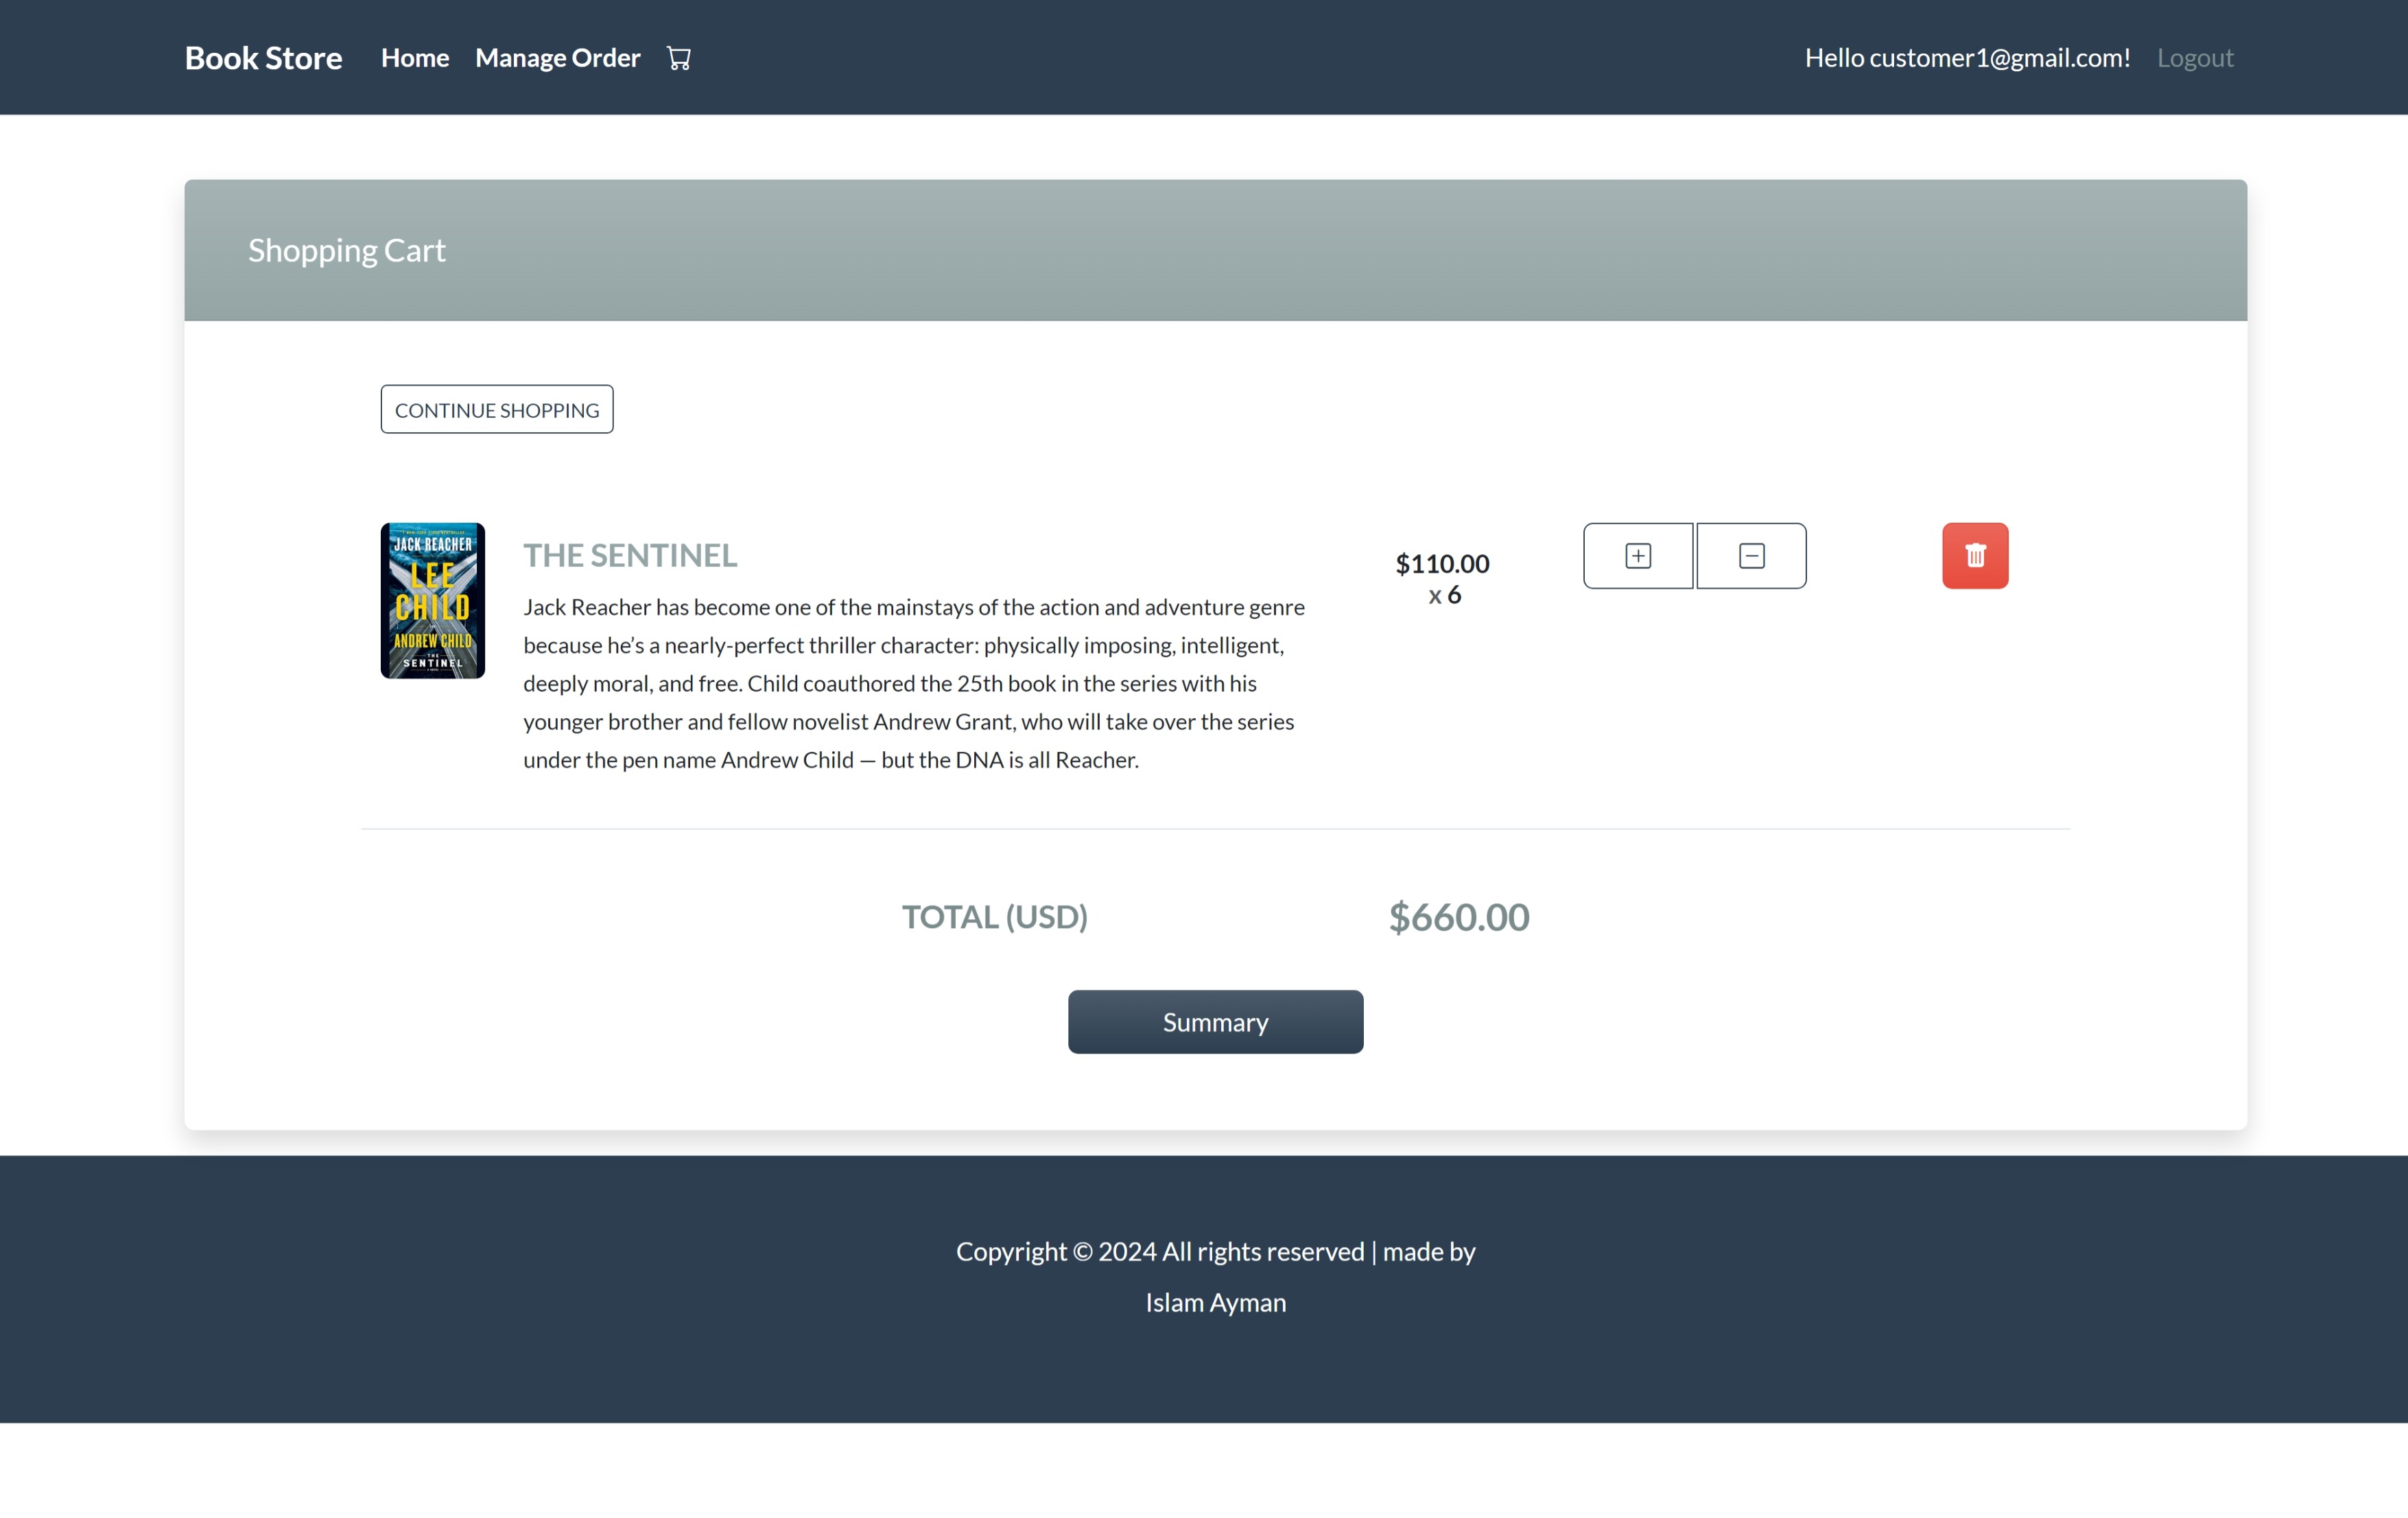 Book Store Home Manage Order Hello customer1@gmail.com! Logout
Shopping Cart
CONTINUE SHOPPING
JACK REACHER
LEE
CHILD
ANDREW CHILD
THE
SENTINEL
THE SENTINEL
Jack Reacher has become one of the mainstays of the action and adventure genre
because he’s a nearly-perfect thriller character: physically imposing, intelligent,
deeply moral, and free. Child coauthored the 25th book in the series with his
younger brother and fellow novelist Andrew Grant, who will take over the series
under the pen name Andrew Child — but the DNA is all Reacher.
$110.00
x 6
TOTAL (USD) $660.00
Summary
Copyright © 2024 All rights reserved | made by
Islam Ayman